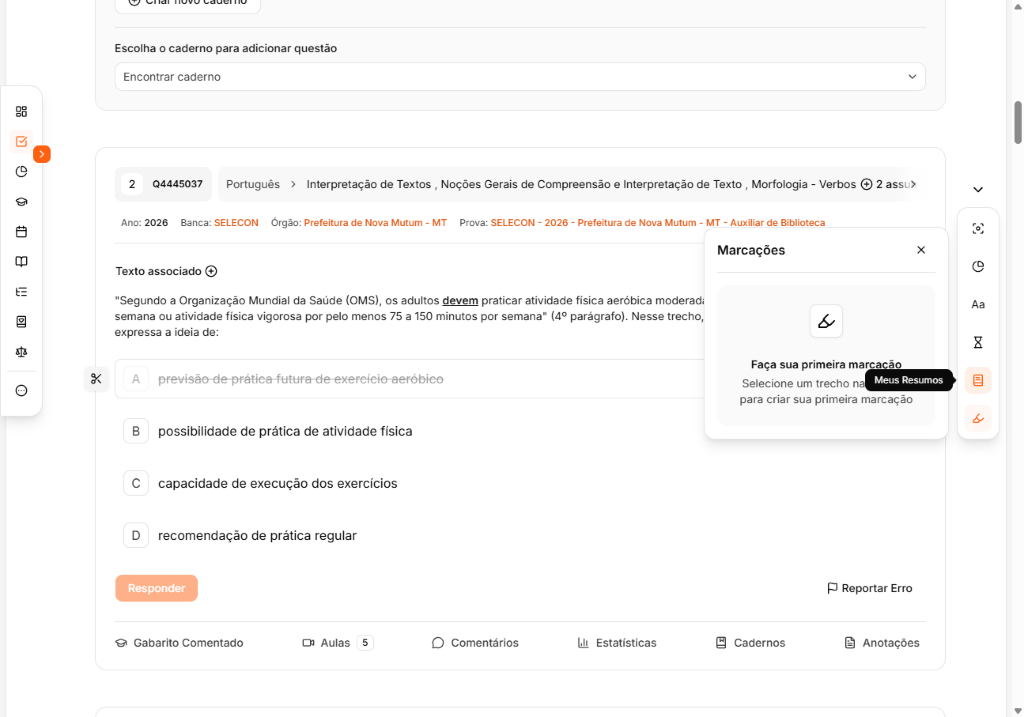 Criar novo caderno
Escolha o caderno para adicionar questão
Encontrar caderno
2 Q4445037 Português > Interpretação de Textos , Noções Gerais de Compreensão e Interpretação de Texto , Morfologia - Verbos 2 assu
Ano: 2026 Banca: SELECON Órgão: Prefeitura de Nova Mutum - MT Prova: SELECON - 2026 - Prefeitura de Nova Mutum - MT - Auxiliar de Biblioteca
Texto associado
"Segundo a Organização Mundial da Saúde (OMS), os adultos devem praticar atividade física aeróbica moderada
semana ou atividade física vigorosa por pelo menos 75 a 150 minutos por semana" (4º parágrafo). Nesse trecho,
expressa a ideia de:
A previsão de prática futura de exercício aeróbico
B possibilidade de prática de atividade física
C capacidade de execução dos exercícios
D recomendação de prática regular
Responder
Reportar Erro
Gabarito Comentado Aulas 5 Comentários Estatísticas Cadernos Anotações
Marcações
Faça sua primeira marcação
Selecione um trecho na
para criar sua primeira marcação
Aa
Meus Resumos